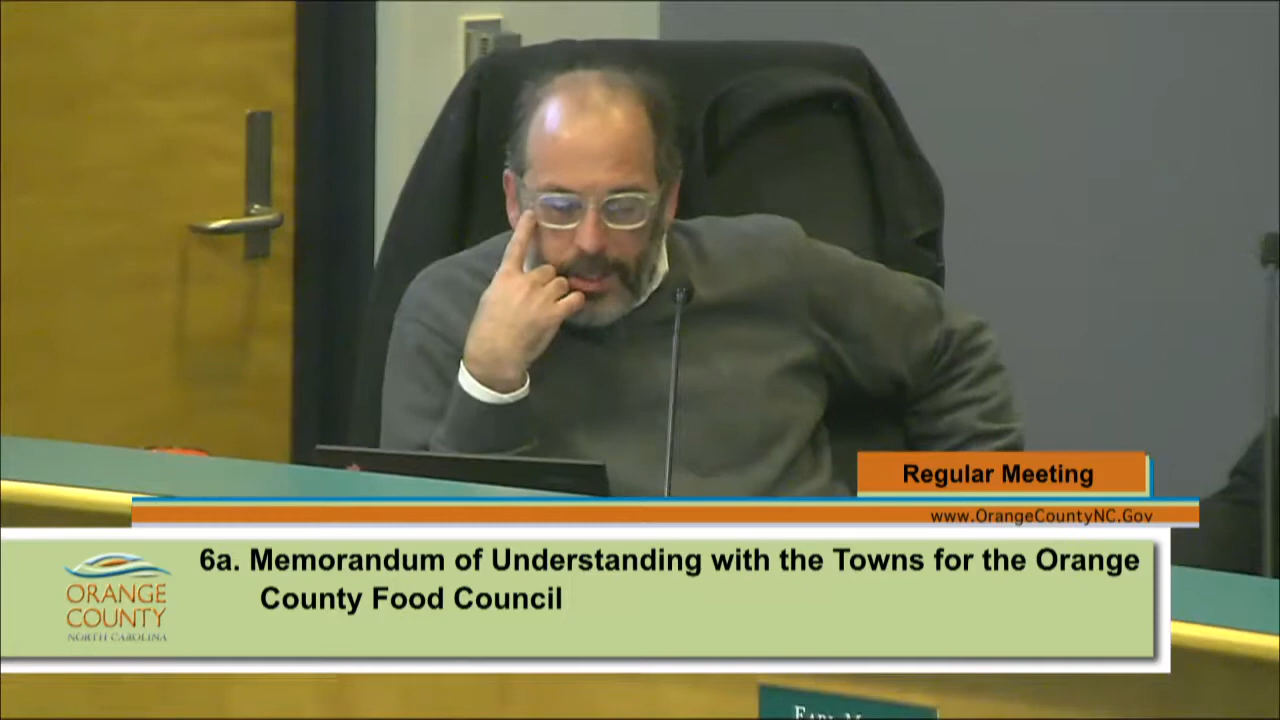 Regular Meeting
www.OrangeCountyNC.Gov
6a. Memorandum of Understanding with the Towns for the Orange
County Food Council
ORANGE
COUNTY
NORTH CAROLINA